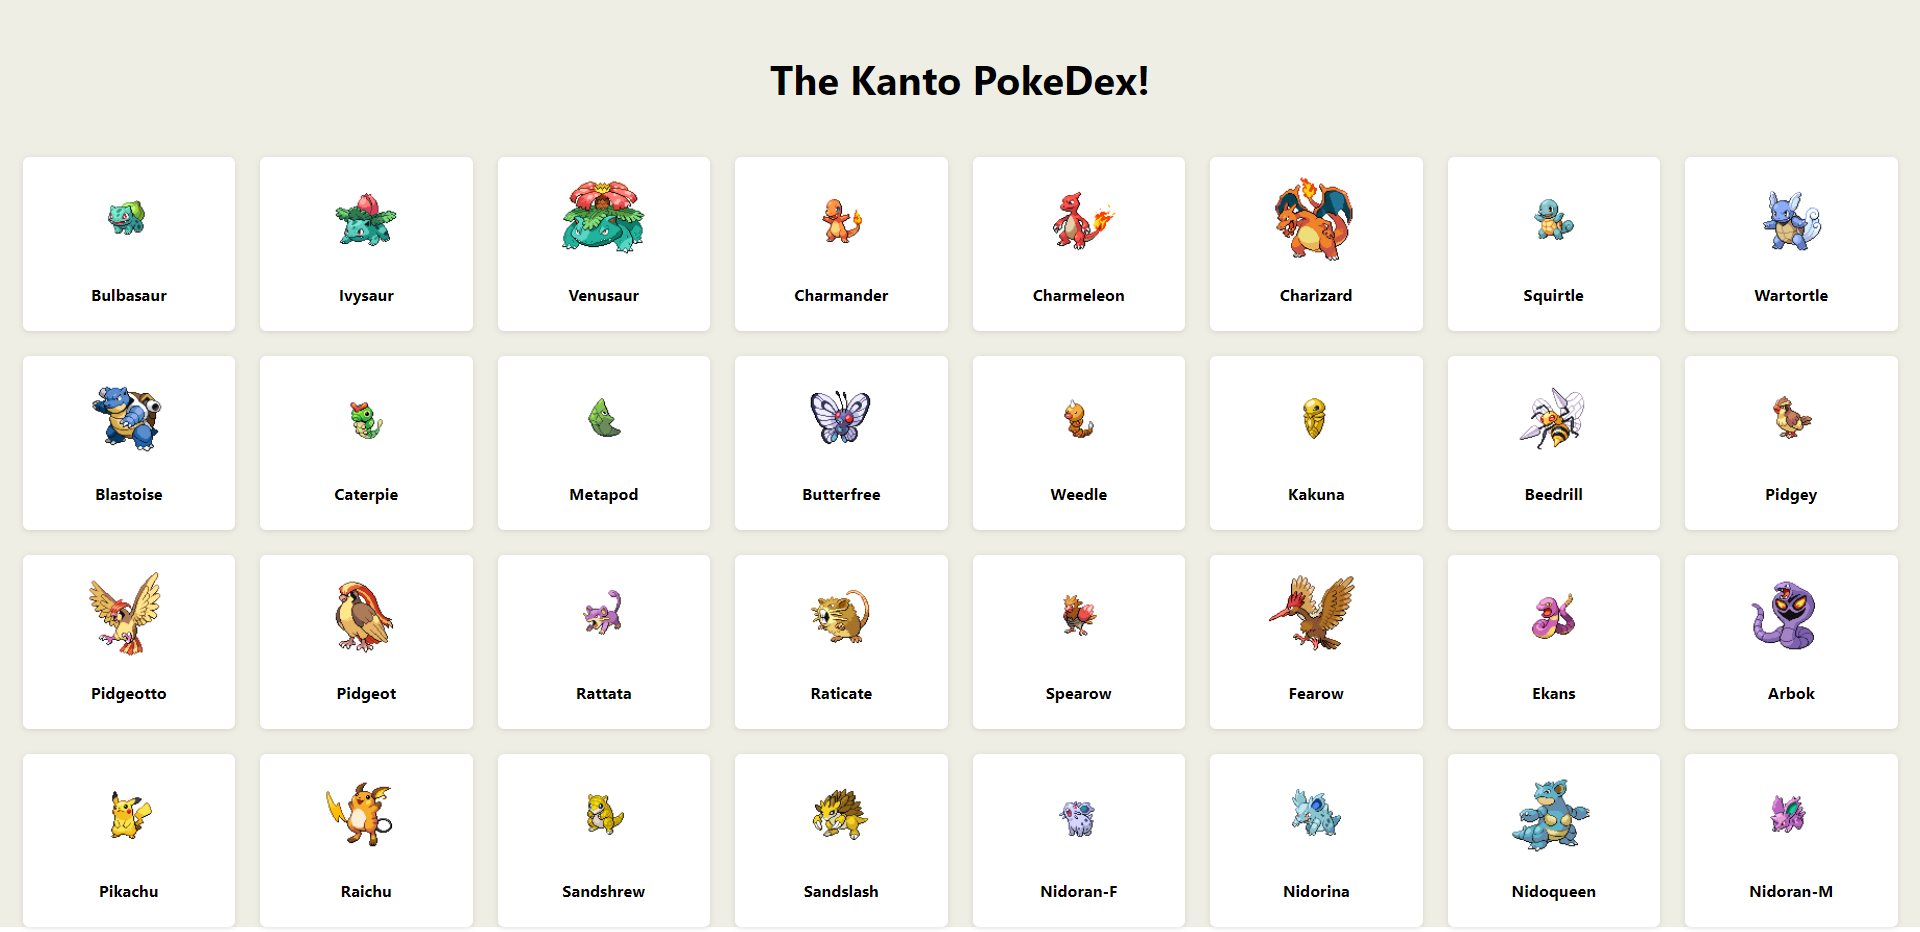 The Kanto PokeDex!
Bulbasaur
Ivysaur
Venusaur
Charmander
Charmeleon
Charizard
Squirtle
Wartortle
Blastoise
Caterpie
Metapod
Butterfree
Weedle
Kakuna
Beedrill
Pidgey
Pidgeotto
Pidgeot
Rattata
Raticate
Spearow
Fearow
Ekans
Arbok
Pikachu
Raichu
Sandshrew
Sandslash
Nidoran-F
Nidorina
Nidoqueen
Nidoran-M